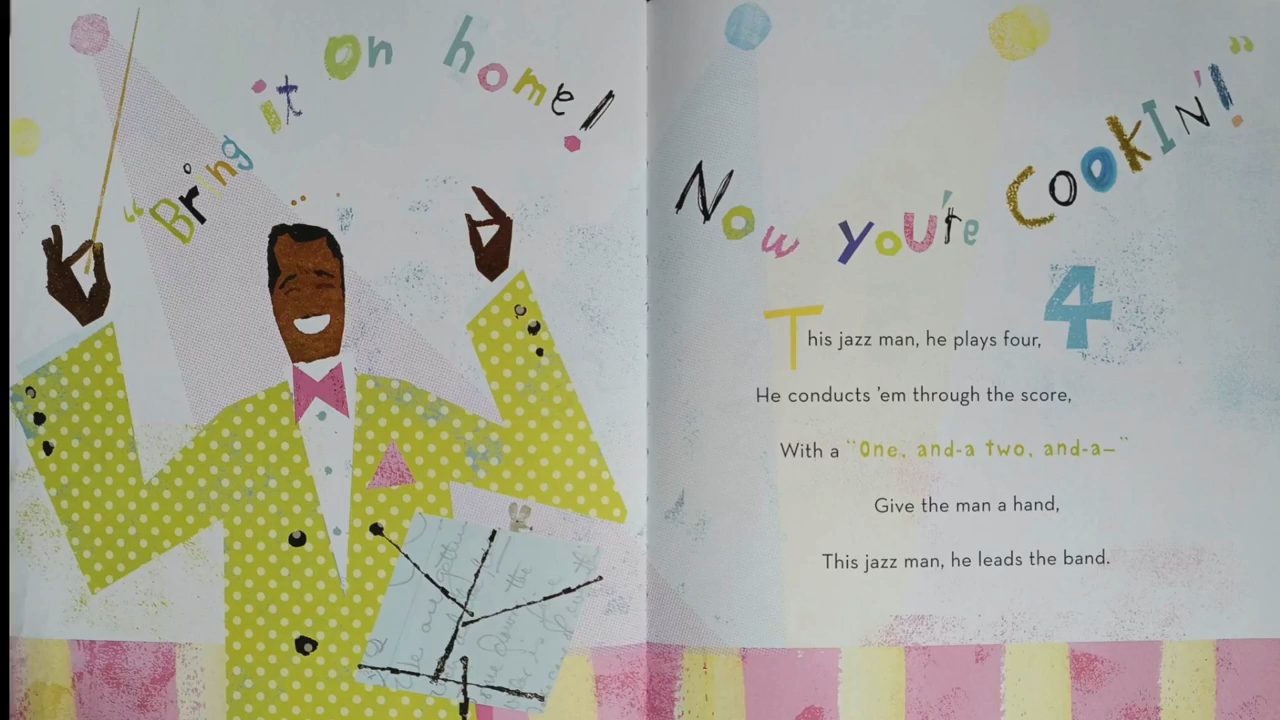 “Bring it on home!
Now you're Cookin'!”
4
This jazz man, he plays four,
He conducts 'em through the score,
With a “One, and-a two, and-a—”
Give the man a hand,
This jazz man, he leads the band.